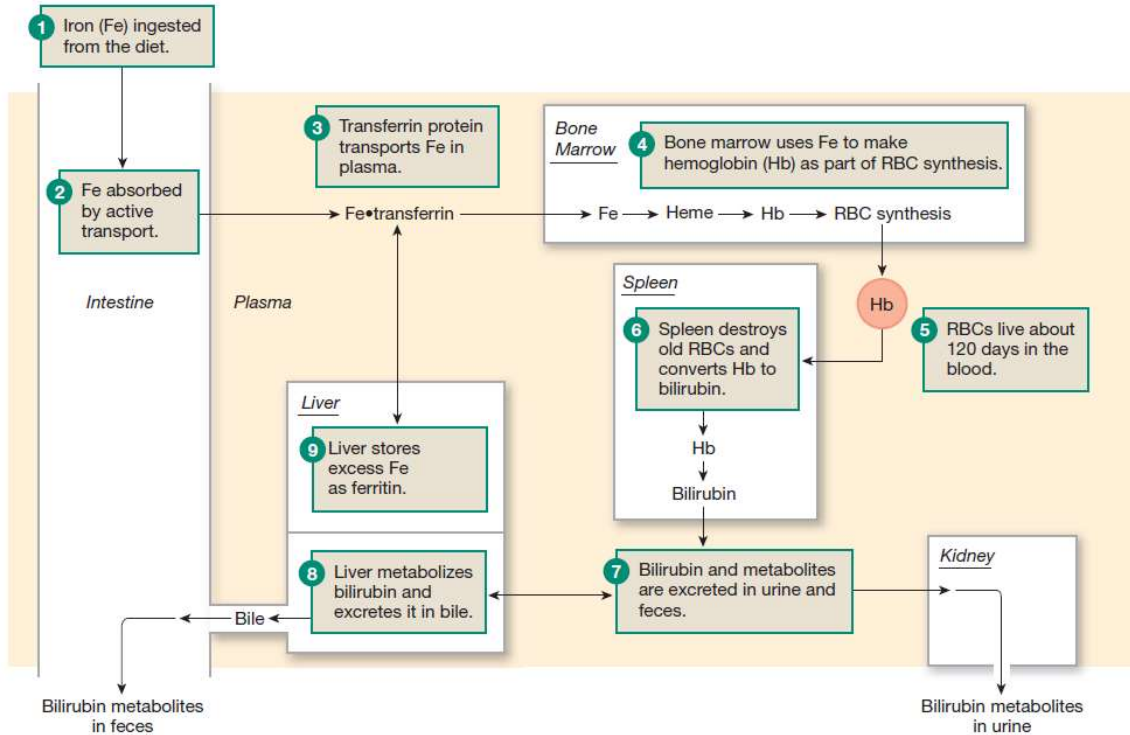 1 Iron (Fe) ingested
from the diet.
2 Fe absorbed
by active
transport.
3 Transferrin protein
transports Fe in
plasma.
Bone
Marrow
4 Bone marrow uses Fe to make
hemoglobin (Hb) as part of RBC synthesis.
Fe•transferrin
Fe
Heme
Hb
RBC synthesis
Intestine
Plasma
Spleen
Hb
5 RBCs live about
120 days in the
blood.
6 Spleen destroys
old RBCs and
converts Hb to
bilirubin.
Hb
Bilirubin
Liver
9 Liver stores
excess Fe
as ferritin.
8 Liver metabolizes
bilirubin and
excretes it in bile.
7 Bilirubin and metabolites
are excreted in urine and
feces.
Kidney
Bile
Bilirubin metabolites
in feces
Bilirubin metabolites
in urine